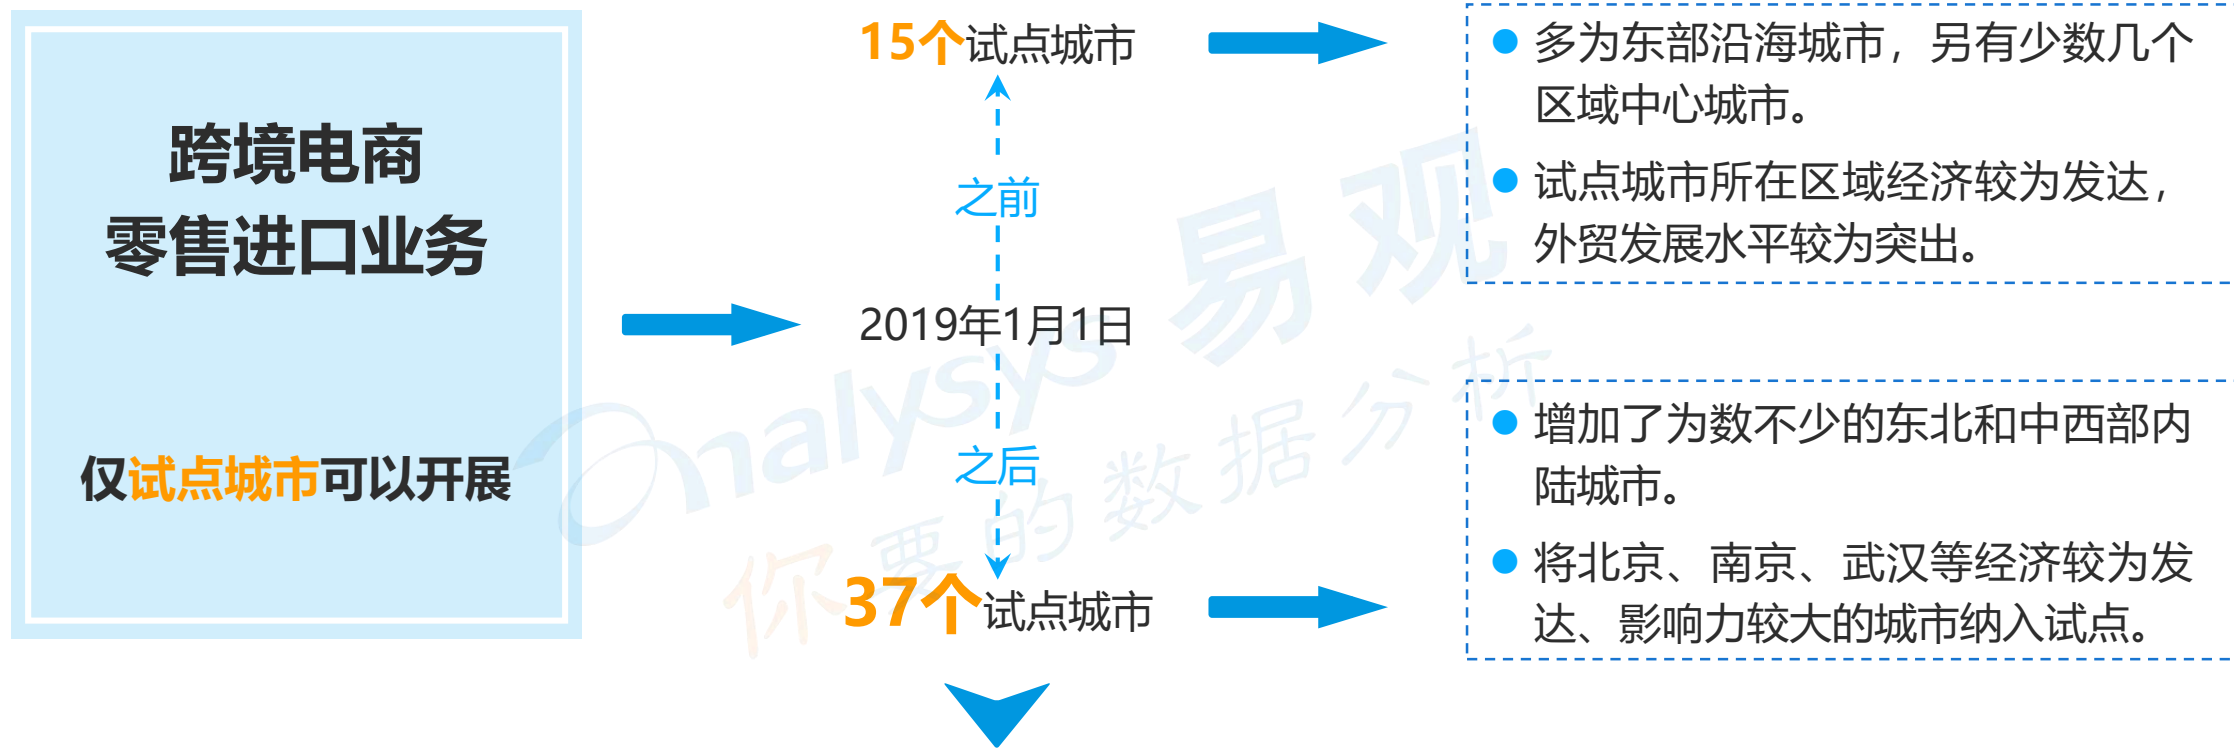 跨境电商
零售进口业务
仅试点城市可以开展
15个试点城市
之前
2019年1月1日
之后
37个试点城市
多为东部沿海城市，另有少数几个
区域中心城市。
试点城市所在区域经济较为发达，
外贸发展水平较为突出。
增加了为数不少的东北和中西部内
陆城市。
将北京、南京、武汉等经济较为发
达、影响力较大的城市纳入试点。
analysys 易观
你要的数据分析